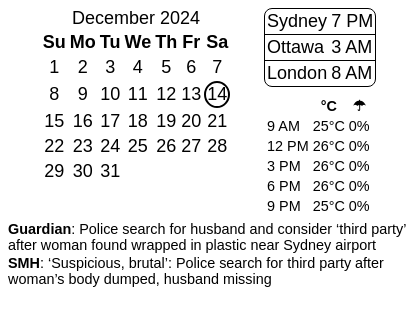 December 2024
Su Mo Tu We Th Fr Sa
1 2 3 4 5 6 7
8 9 10 11 12 13 14
15 16 17 18 19 20 21
22 23 24 25 26 27 28
29 30 31
Sydney 7 PM
Ottawa 3 AM
London 8 AM
°C ☂
9 AM 25°C 0%
12 PM 26°C 0%
3 PM 26°C 0%
6 PM 26°C 0%
9 PM 25°C 0%
Guardian: Police search for husband and consider ‘third party’
after woman found wrapped in plastic near Sydney airport
SMH: ‘Suspicious, brutal’: Police search for third party after
woman’s body dumped, husband missing